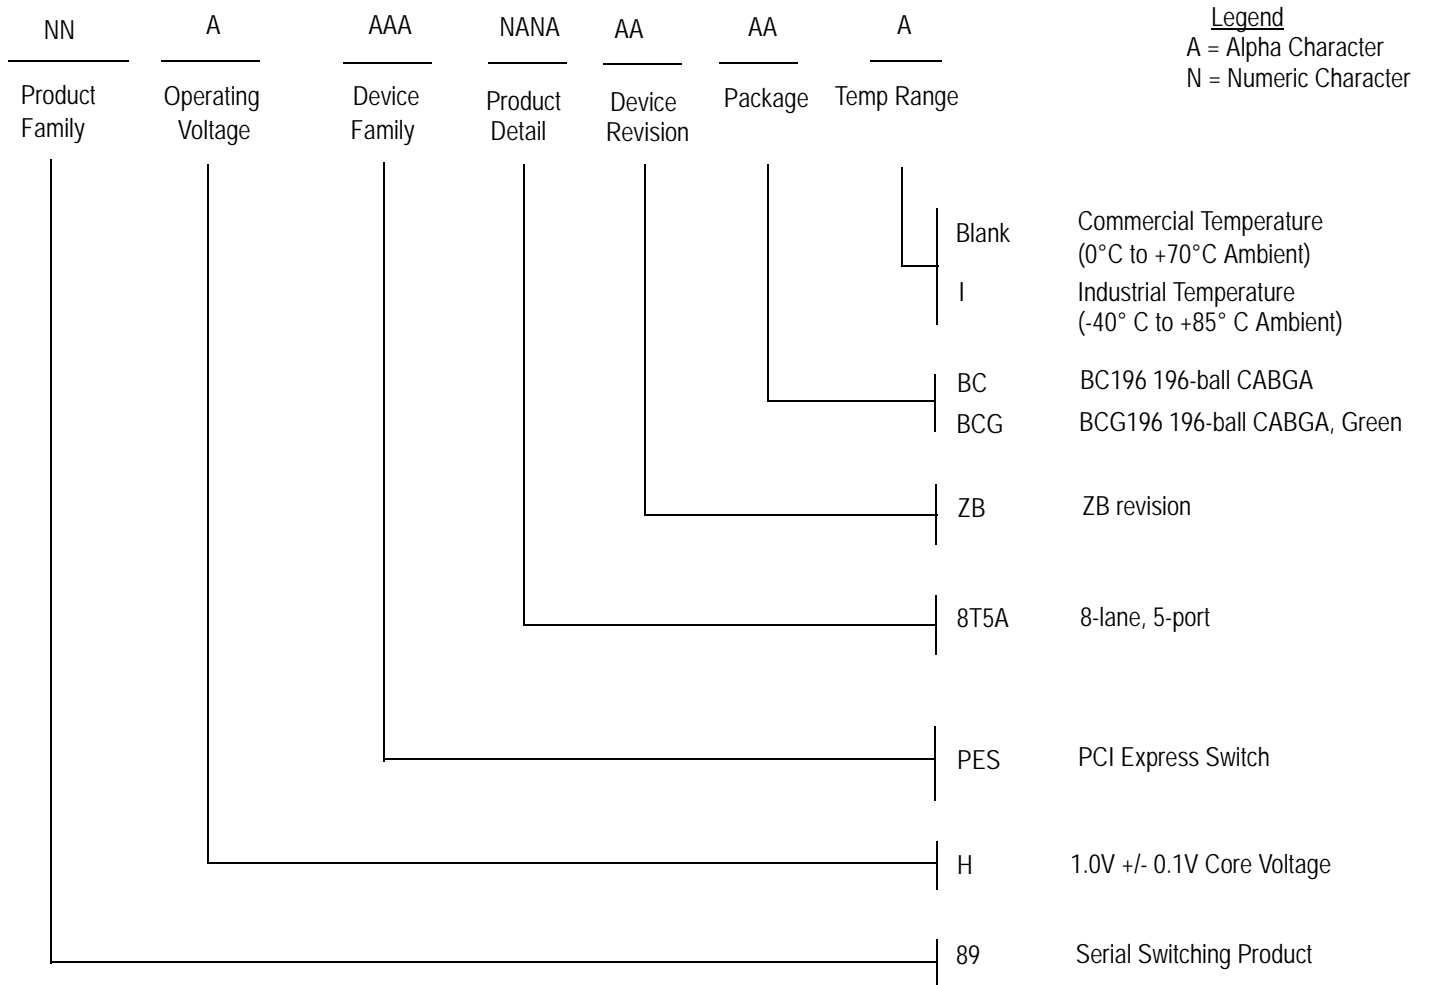 NN A AAA NANA AA AA A
Legend
A = Alpha Character
N = Numeric Character
Product Family
Operating Voltage
Device Family
Product Detail
Device Revision
Package
Temp Range
Blank Commercial Temperature
(0°C to +70°C Ambient)
I Industrial Temperature
(-40° C to +85° C Ambient)
BC BC196 196-ball CABGA
BCG BCG196 196-ball CABGA, Green
ZB ZB revision
8T5A 8-lane, 5-port
PES PCI Express Switch
H 1.0V +/- 0.1V Core Voltage
89 Serial Switching Product